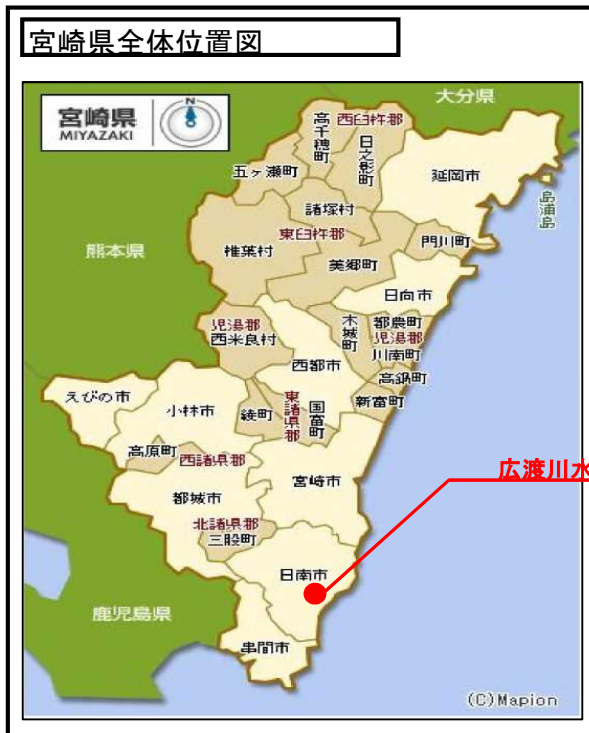 宮崎県全体位置図
大分県
宮崎県
MIYAZAKI
N
西臼杵郡
高千穂町
日之影町
五ヶ瀬町
延岡市
島浦島
諸塚村
東臼杵郡
門川町
熊本県
椎葉村
美郷町
日向市
児湯郡
西米良村
木城町
都農町
児湯郡
川南町
西都市
高鍋町
えびの市
小林市
綾町
東諸県郡
国富町
新富町
高原町
西諸県郡
宮崎市
広渡川水
都城市
北諸県郡
三股町
日南市
鹿児島県
串間市
(C)Mapion